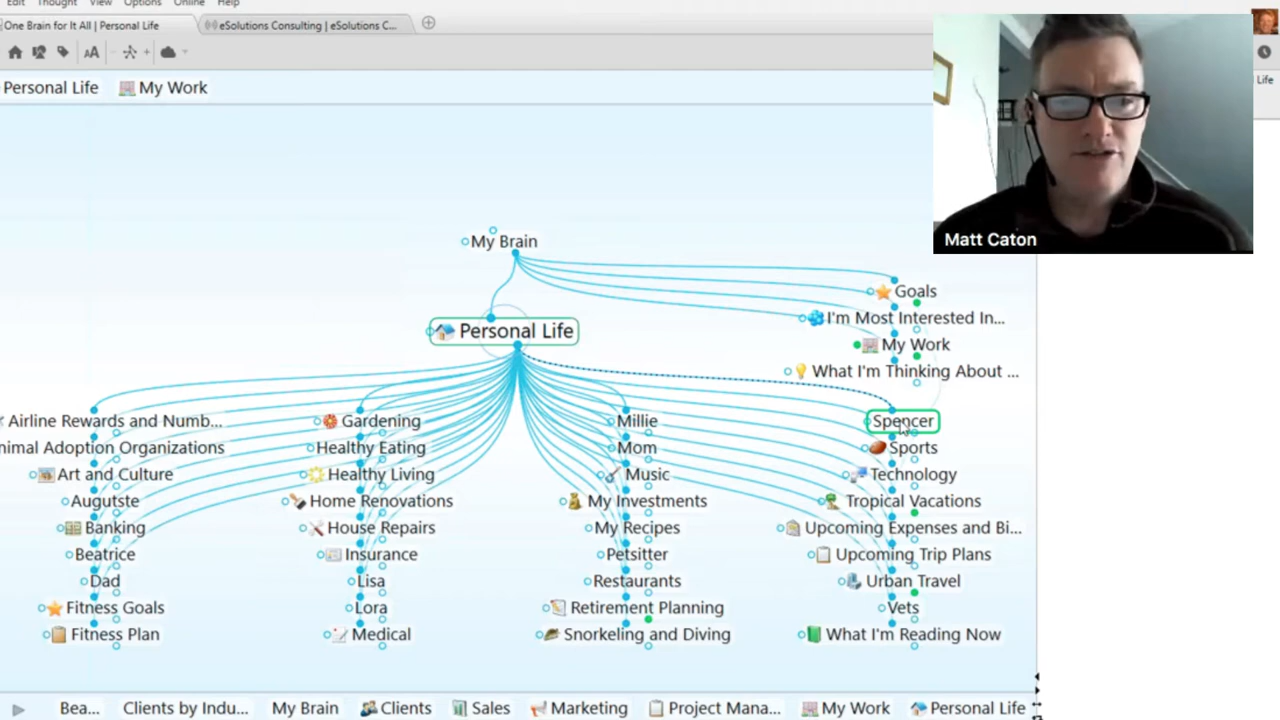 Edit Thought View Options Online Help
One Brain for It All | Personal Life
eSolutions Consulting | eSolutions C...
AA
Life
Personal Life
My Work
Matt Caton
My Brain
Goals
I'm Most Interested In...
My Work
What I'm Thinking About ...
Personal Life
Airline Rewards and Numb...
nimal Adoption Organizations
Art and Culture
Augutste
Banking
Beatrice
Dad
Fitness Goals
Fitness Plan
Gardening
Healthy Eating
Healthy Living
Home Renovations
House Repairs
Insurance
Lisa
Lora
Medical
Millie
Mom
Music
My Investments
My Recipes
Petsitter
Restaurants
Retirement Planning
Snorkeling and Diving
Spencer
Sports
Technology
Tropical Vacations
Upcoming Expenses and Bi...
Upcoming Trip Plans
Urban Travel
Vets
What I'm Reading Now
Bea...
Clients by Indu...
My Brain
Clients
Sales
Marketing
Project Mana...
My Work
Personal Life